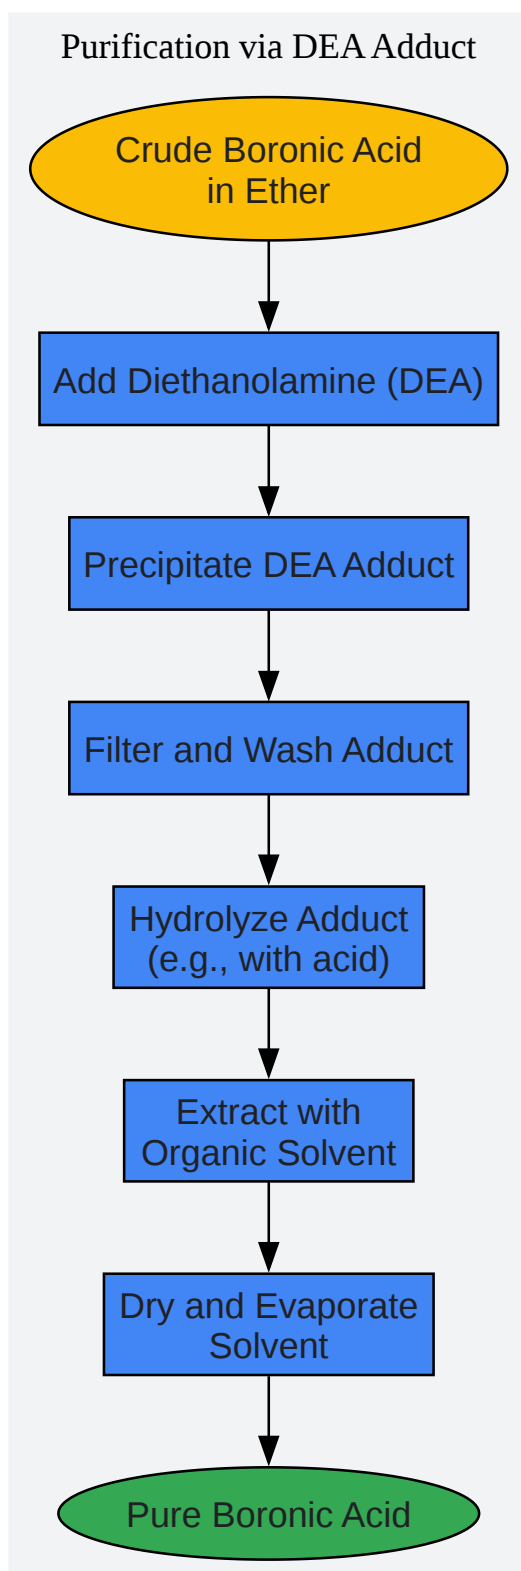 Purification via DEA Adduct
Crude Boronic Acid
in Ether
Add Diethanolamine (DEA)
Precipitate DEA Adduct
Filter and Wash Adduct
Hydrolyze Adduct
(e.g., with acid)
Extract with
Organic Solvent
Dry and Evaporate
Solvent
Pure Boronic Acid